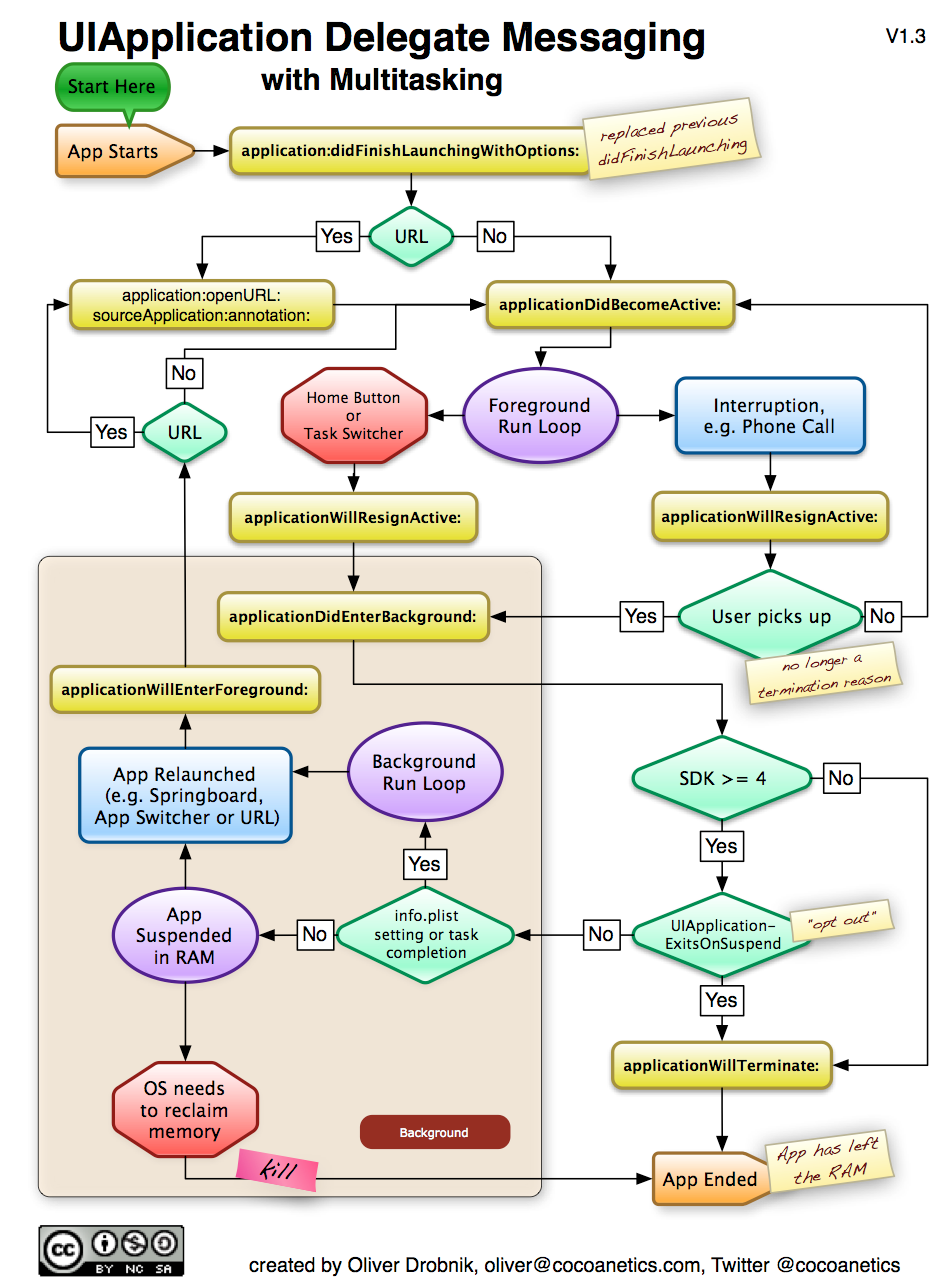 UIApplication Delegate Messaging
with Multitasking
V1.3
Start Here
App Starts
application:didFinishLaunchingWithOptions:
replaced previous
didFinishLaunching
URL
Yes
No
application:openURL:
sourceApplication:annotation:
applicationDidBecomeActive:
No
Yes
URL
Home Button
or
Task Switcher
Foreground
Run Loop
Interruption,
e.g. Phone Call
applicationWillResignActive:
applicationWillResignActive:
applicationDidEnterBackground:
Yes
User picks up
No
no longer a
termination reason
applicationWillEnterForeground:
App Relaunched
(e.g. Springboard,
App Switcher or URL)
Background
Run Loop
SDK >= 4
No
Yes
Yes
App
Suspended
in RAM
No
info.plist
setting or task
completion
No
UIApplication-
ExitsOnSuspend
"opt out"
Yes
applicationWillTerminate:
OS needs
to reclaim
memory
Background
kill
App Ended
App has left
the RAM
cc
BY NC SA
created by Oliver Drobnik, oliver@cocoanetics.com, Twitter @cocoanetics